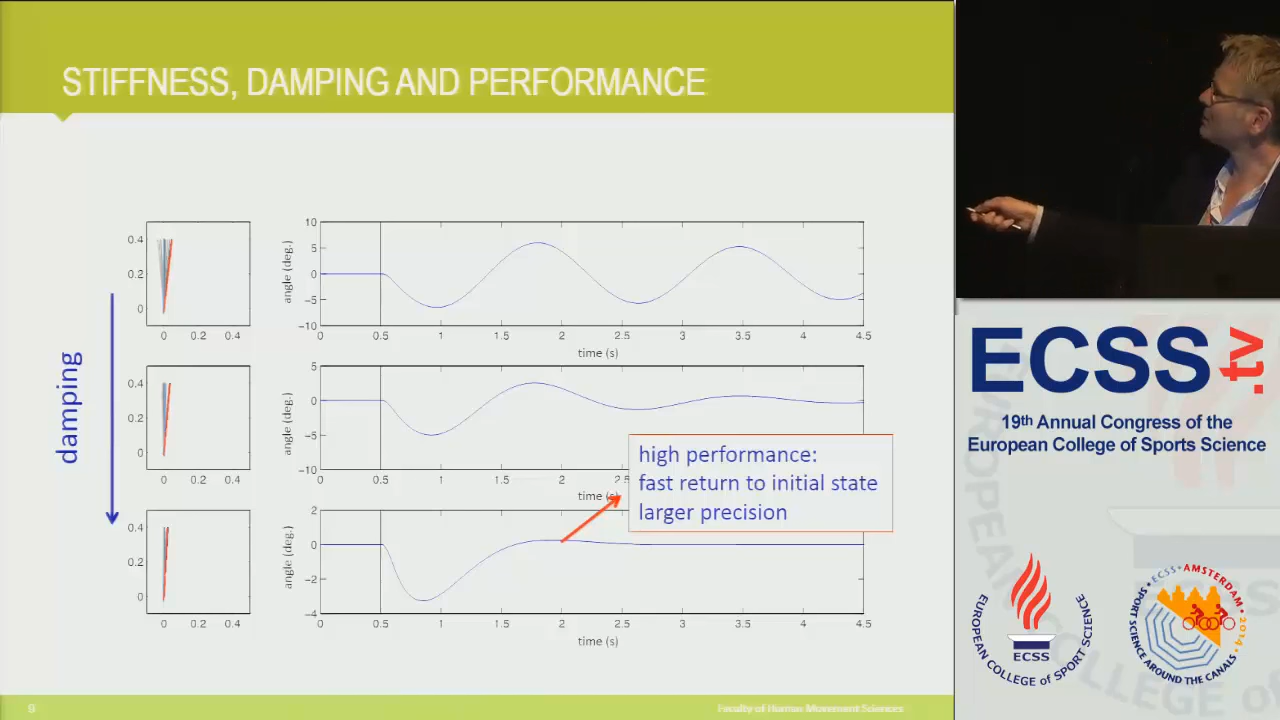 STIFFNESS, DAMPING AND PERFORMANCE
damping
0.4
0.2
0
0 0.2 0.4
angle (deg.)
10
5
0
−5
−10
0 0.5 1 1.5 2 2.5 3 3.5 4 4.5
time (s)
0.4
0.2
0
0 0.2 0.4
angle (deg.)
5
0
−5
−10
0 0.5 1 1.5 2 2.5
time (s)
high performance:
fast return to initial state
larger precision
0.4
0.2
0
0 0.2 0.4
angle (deg.)
2
0
−2
−4
0 0.5 1 1.5 2 2.5 3 3.5 4 4.5
time (s)
9
Faculty of Human Movement Sciences
ECSS.tv
19th Annual Congress of the
European College of Sports Science
EUROPEAN COLLEGE OF SPORT SCIENCE
ECSS
ECSS • AMSTERDAM • 2014
SPORT SCIENCE AROUND THE CANALS